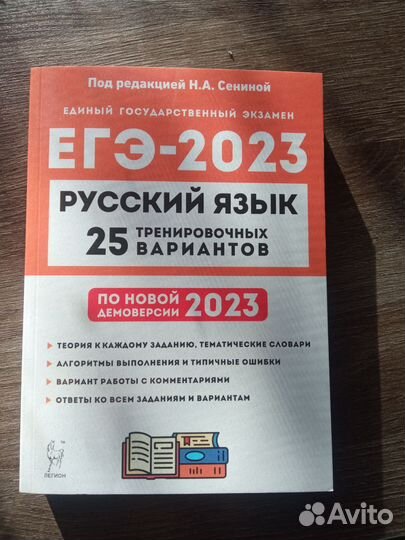 Под редакцией Н.А. Сениной
ЕДИНЫЙ ГОСУДАРСТВЕННЫЙ ЭКЗАМЕН
ЕГЭ-2023
РУССКИЙ ЯЗЫК
25 ТРЕНИРОВОЧНЫХ
ВАРИАНТОВ
ПО НОВОЙ
ДЕМОВЕРСИИ 2023
ТЕОРИЯ К КАЖДОМУ ЗАДАНИЮ, ТЕМАТИЧЕСКИЕ СЛОВАРИ
АЛГОРИТМЫ ВЫПОЛНЕНИЯ И ТИПИЧНЫЕ ОШИБКИ
ВАРИАНТ РАБОТЫ С КОММЕНТАРИЯМИ
ОТВЕТЫ КО ВСЕМ ЗАДАНИЯМ И ВАРИАНТАМ
ЛЕГИОН
Avito